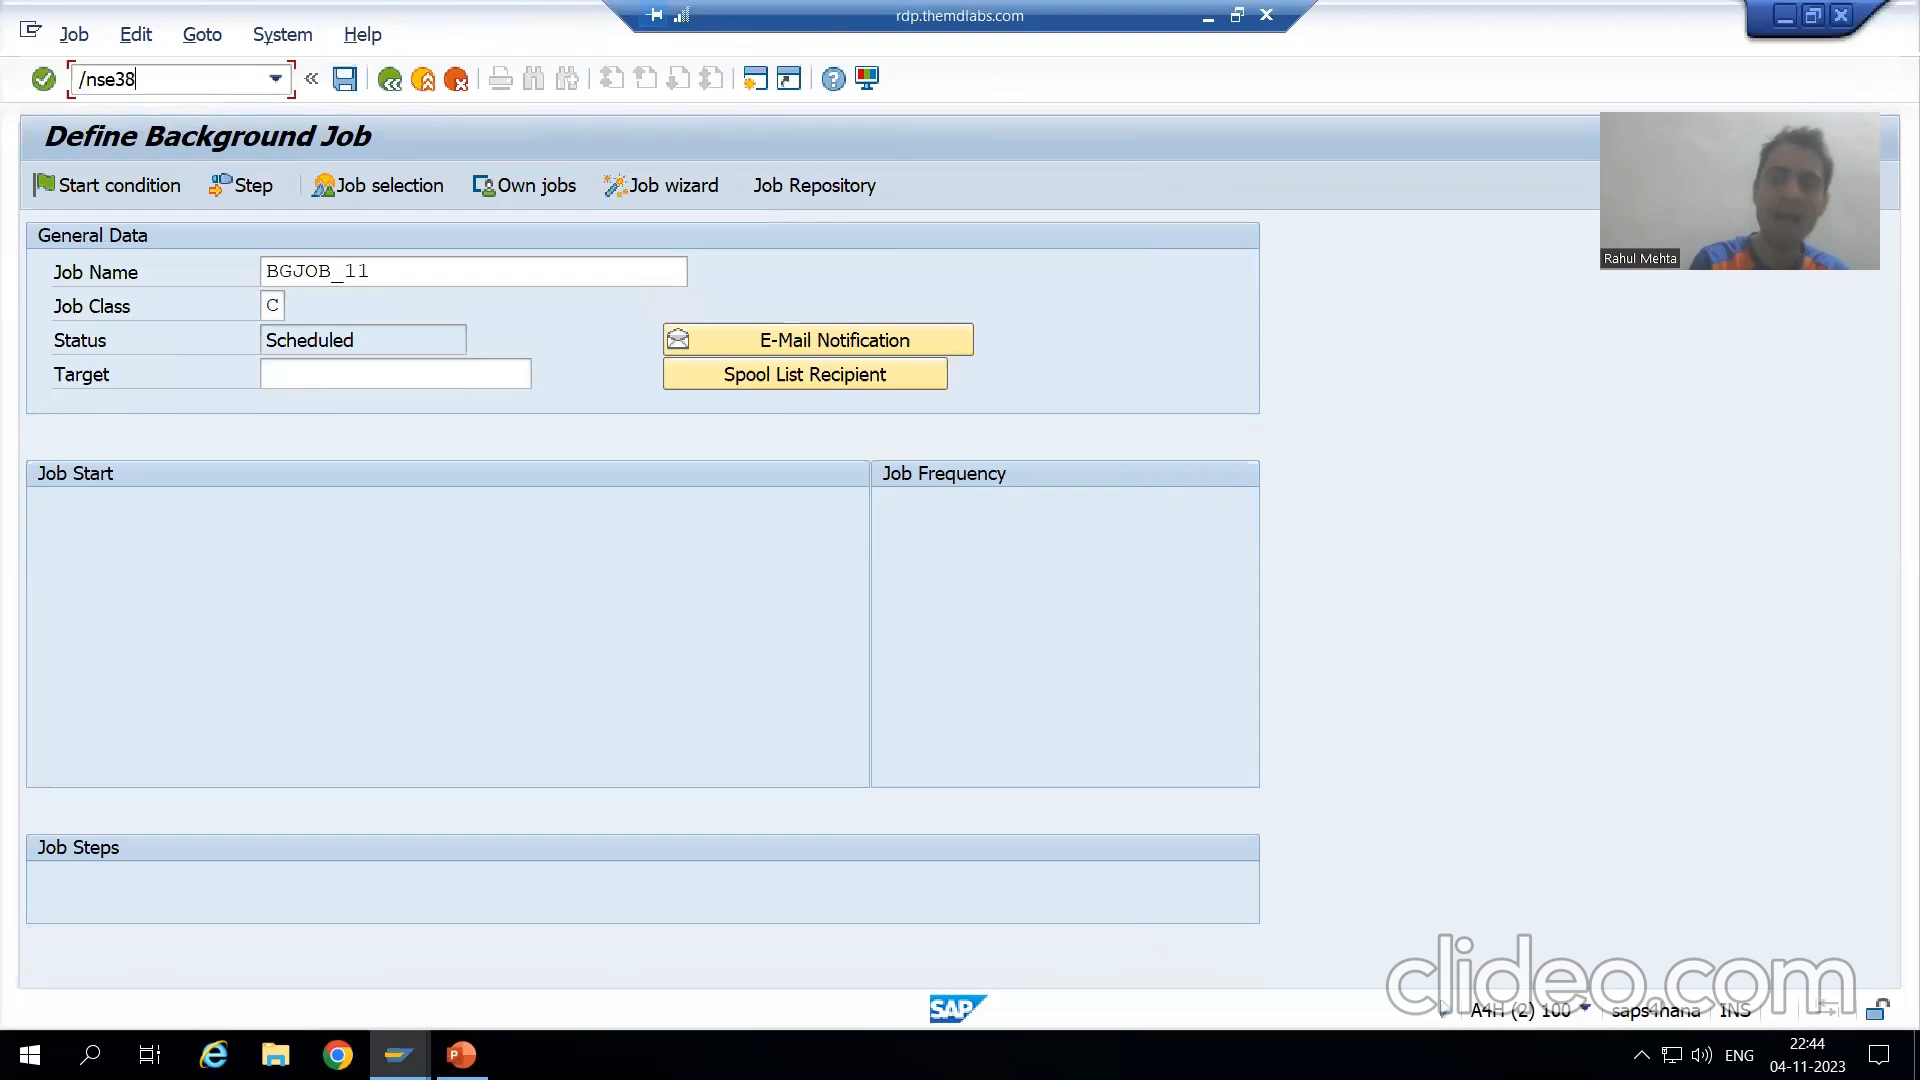 rdp.themdlabs.com
Job Edit Goto System Help
/nse38
Define Background Job
Start condition Step Job selection Own jobs Job wizard Job Repository
General Data
Job Name BGJOB_11
Job Class C
Status Scheduled E-Mail Notification
Target Spool List Recipient
Rahul Mehta
Job Start Job Frequency
Job Steps
clideo.com
SAP A4H (2) 100 saps4hana INS
ENG 22:44
04-11-2023